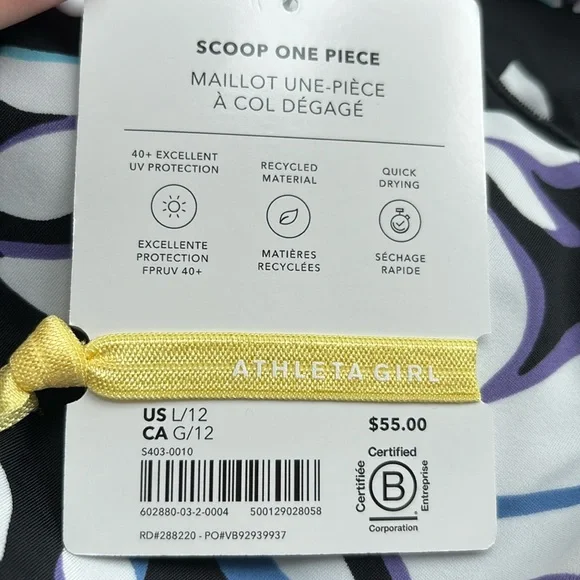 SCOOP ONE PIECE
MAILLOT UNE-PIÈCE
À COL DÉGAGÉ
40+ EXCELLENT
UV PROTECTION
EXCELLENTE
PROTECTION
FPRUV 40+
RECYCLED
MATERIAL
MATIÈRES
RECYCLÉES
QUICK
DRYING
SÉCHAGE
RAPIDE
ATHLETA GIRL
US L/12
CA G/12
S403-0010
$55.00
602880-03-2-0004 500129028058
Certified
Certifiée
B
Entreprise
Corporation
RD#288220 - PO#VB92939937